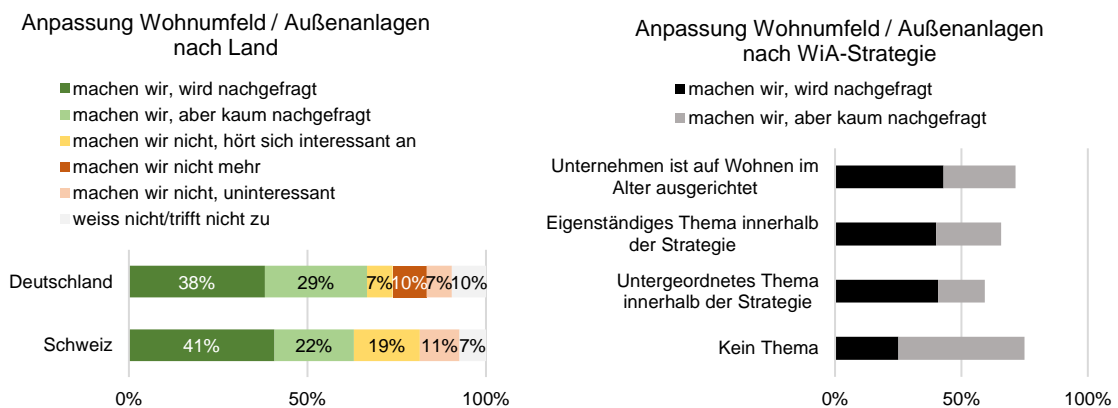 Anpassung Wohnumfeld / Außenanlagen
nach Land
machen wir, wird nachgefragt
machen wir, aber kaum nachgefragt
machen wir nicht, hört sich interessant an
machen wir nicht mehr
machen wir nicht, uninteressant
weiss nicht/trifft nicht zu
Deutschland 38% 29% 7% 10% 7% 10%
Schweiz 41% 22% 19% 11% 7%
0% 50% 100%
Anpassung Wohnumfeld / Außenanlagen
nach WiA-Strategie
machen wir, wird nachgefragt
machen wir, aber kaum nachgefragt
Unternehmen ist auf Wohnen im
Alter ausgerichtet
Eigenständiges Thema innerhalb
der Strategie
Untergeordnetes Thema
innerhalb der Strategie
Kein Thema
0% 50% 100%